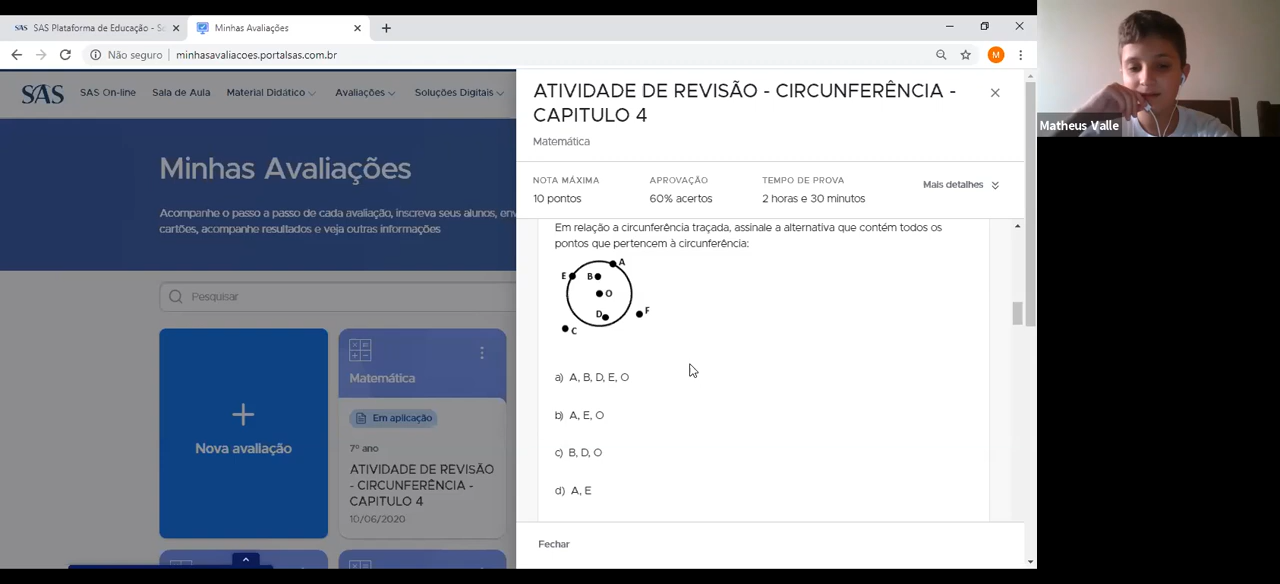 SAS SAS Plataforma de Educação - S
Minhas Avaliações
Não seguro | minhasavaliacoes.portalsas.com.br
M
SAS
SAS On-line
Sala de Aula
Material Didático
Avaliações
Soluções Digitais
Minhas Avaliações
Acompanhe o passo a passo de cada avaliação, inscreva seus alunos,
cartões, acompanhe resultados e veja outras informações
Pesquisar
+
Nova avaliação
Matemática
Em aplicação
7º ano
ATIVIDADE DE REVISÃO
- CIRCUNFERÊNCIA -
CAPITULO 4
10/06/2020
ATIVIDADE DE REVISÃO - CIRCUNFERÊNCIA -
CAPITULO 4
Matemática
NOTA MÁXIMA
10 pontos
APROVAÇÃO
60% acertos
TEMPO DE PROVA
2 horas e 30 minutos
Mais detalhes
Em relação a circunferência traçada, assinale a alternativa que contém todos os
pontos que pertencem à circunferência:
A
E
B
O
D
F
C
a) A, B, D, E, O
b) A, E, O
c) B, D, O
d) A, E
Fechar
Matheus Valle